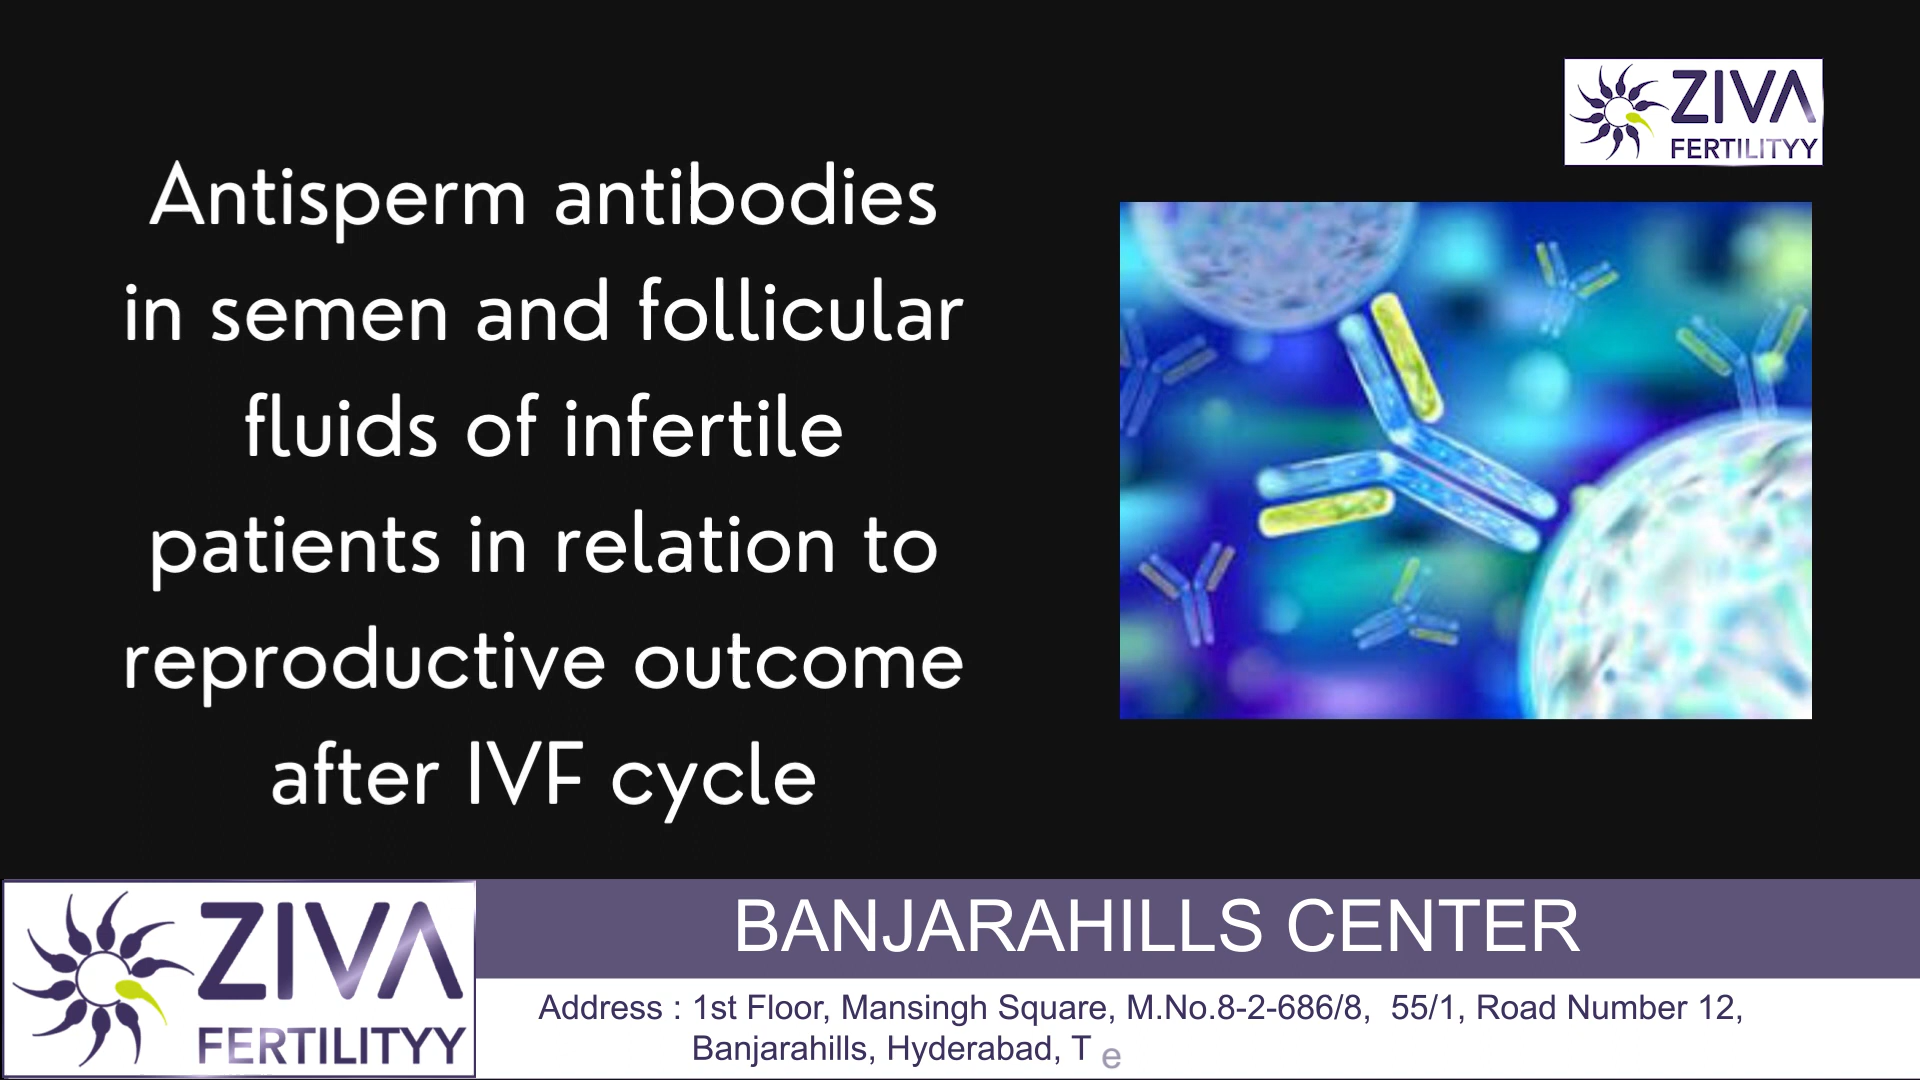 ZIVA
FERTILITYY
Antisperm antibodies
in semen and follicular
fluids of infertile
patients in relation to
reproductive outcome
after IVF cycle
ZIVA
FERTILITYY
BANJARAHILLS CENTER
Address : 1st Floor, Mansingh Square, M.No.8-2-686/8, 55/1, Road Number 12,
Banjarahills, Hyderabad, T e